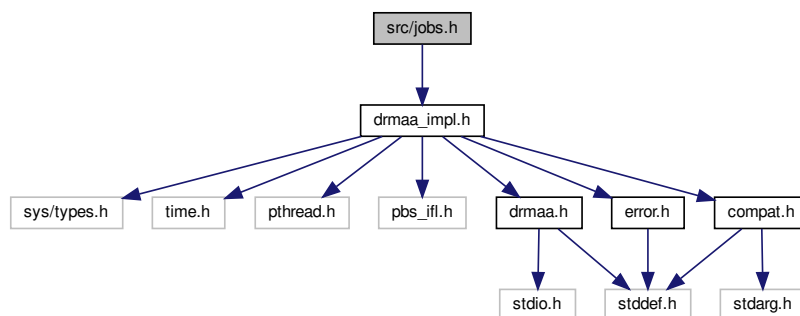 src/jobs.h
drmaa_impl.h
sys/types.h
time.h
pthread.h
pbs_ifl.h
drmaa.h
error.h
compat.h
stdio.h
stddef.h
stdarg.h